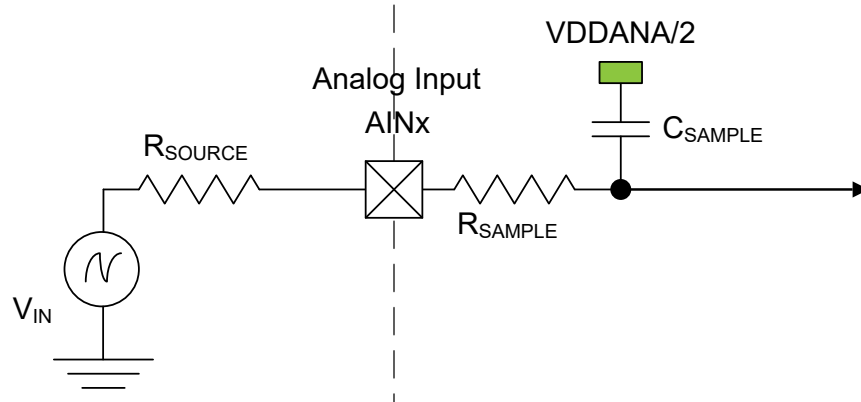 VDDANA/2
Analog Input
AINx
CSAMPLE
RSOURCE
RSAMPLE
VIN